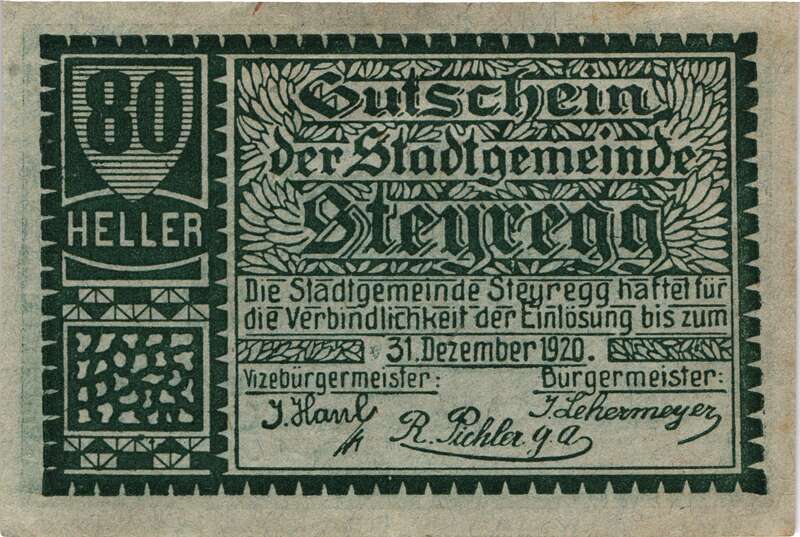 80
HELLER
Gutschein
der Stadtgemeinde
Steyregg
Die Stadtgemeinde Steyregg haftet für
die Verbindlichkeit der Einlösung bis zum
31. Dezember 1920.
Vizebürgermeister: Bürgermeister:
J. Haul J. Lehermeyer
R. Pichler. g. a